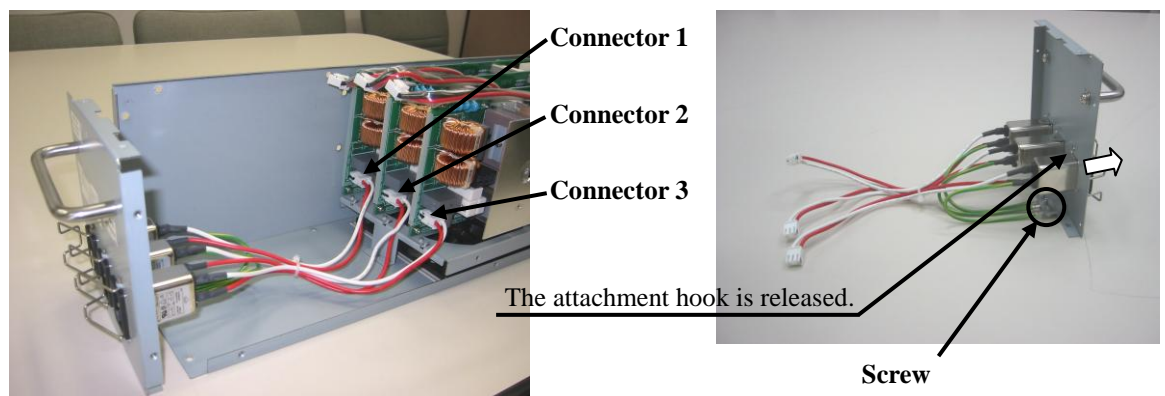 Connector 1
Connector 2
Connector 3
The attachment hook is released.
Screw